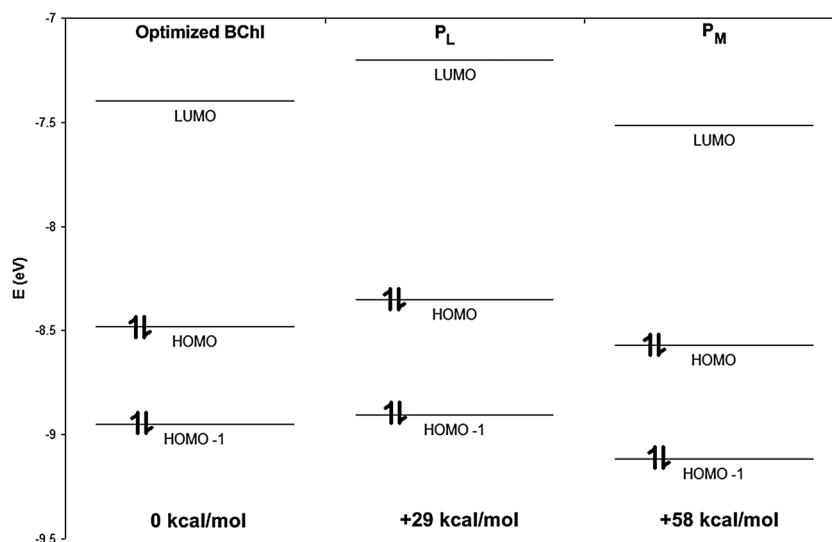 -7
Optimized BChl
P_L
P_M
LUMO
LUMO
-7.5
LUMO
-8
E (eV)
HOMO
-8.5
HOMO
HOMO
HOMO -1
HOMO -1
-9
HOMO -1
0 kcal/mol
+29 kcal/mol
+58 kcal/mol
-9.5